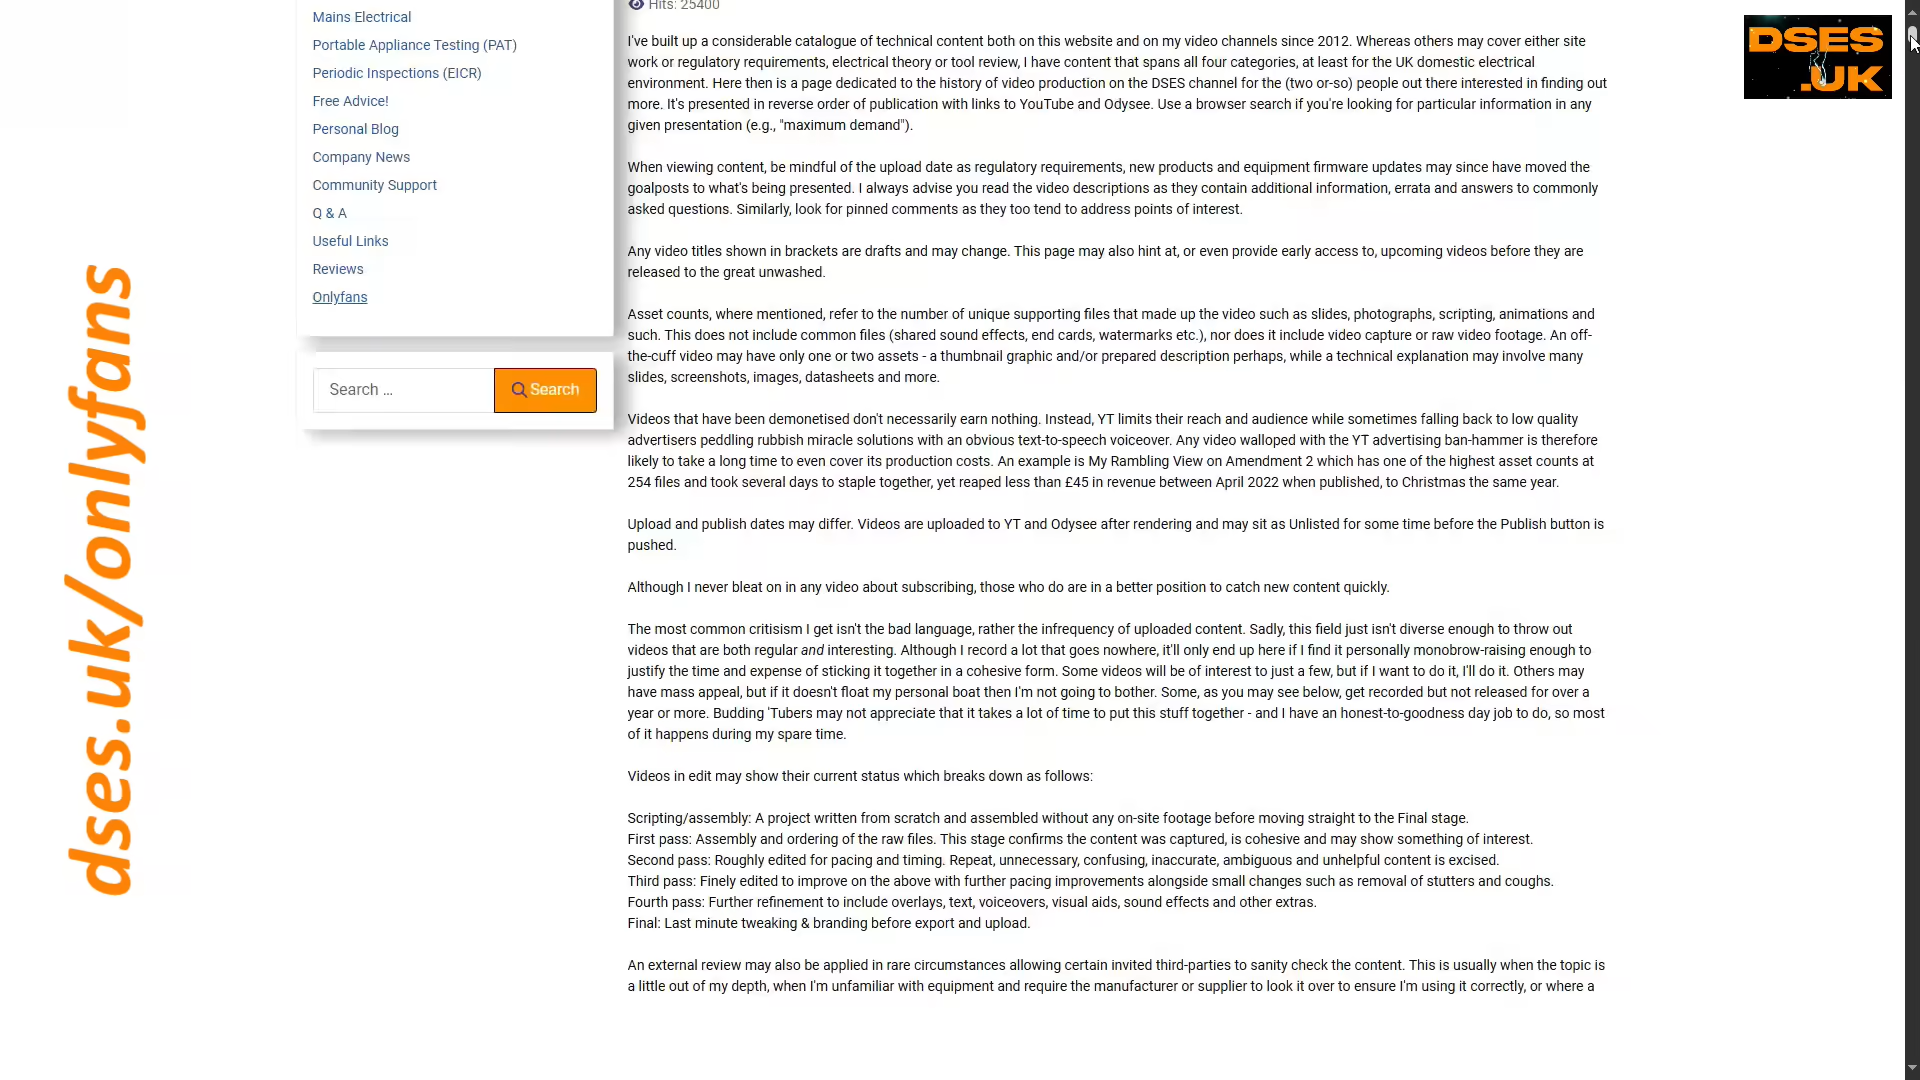 Mains Electrical
Portable Appliance Testing (PAT)
Periodic Inspections (EICR)
Free Advice!
Personal Blog
Company News
Community Support
Q & A
Useful Links
Reviews
Onlyfans
Search ...
Search
dses.uk/onlyfans
Hits: 25400
I've built up a considerable catalogue of technical content both on this website and on my video channels since 2012. Whereas others may cover either site
work or regulatory requirements, electrical theory or tool review, I have content that spans all four categories, at least for the UK domestic electrical
environment. Here then is a page dedicated to the history of video production on the DSES channel for the (two or-so) people out there interested in finding out
more. It's presented in reverse order of publication with links to YouTube and Odysee. Use a browser search if you're looking for particular information in any
given presentation (e.g., "maximum demand").
When viewing content, be mindful of the upload date as regulatory requirements, new products and equipment firmware updates may since have moved the
goalposts to what's being presented. I always advise you read the video descriptions as they contain additional information, errata and answers to commonly
asked questions. Similarly, look for pinned comments as they too tend to address points of interest.
Any video titles shown in brackets are drafts and may change. This page may also hint at, or even provide early access to, upcoming videos before they are
released to the great unwashed.
Asset counts, where mentioned, refer to the number of unique supporting files that made up the video such as slides, photographs, scripting, animations and
such. This does not include common files (shared sound effects, end cards, watermarks etc.), nor does it include video capture or raw video footage. An off-
the-cuff video may have only one or two assets - a thumbnail graphic and/or prepared description perhaps, while a technical explanation may involve many
slides, screenshots, images, datasheets and more.
Videos that have been demonetised don't necessarily earn nothing. Instead, YT limits their reach and audience while sometimes falling back to low quality
advertisers peddling rubbish miracle solutions with an obvious text-to-speech voiceover. Any video walloped with the YT advertising ban-hammer is therefore
likely to take a long time to even cover its production costs. An example is My Rambling View on Amendment 2 which has one of the highest asset counts at
254 files and took several days to staple together, yet reaped less than £45 in revenue between April 2022 when published, to Christmas the same year.
Upload and publish dates may differ. Videos are uploaded to YT and Odysee after rendering and may sit as Unlisted for some time before the Publish button is
pushed.
Although I never bleat on in any video about subscribing, those who do are in a better position to catch new content quickly.
The most common critisism I get isn't the bad language, rather the infrequency of uploaded content. Sadly, this field just isn't diverse enough to throw out
videos that are both regular and interesting. Although I record a lot that goes nowhere, it'll only end up here if I find it personally monobrow-raising enough to
justify the time and expense of sticking it together in a cohesive form. Some videos will be of interest to just a few, but if I want to do it, I'll do it. Others may
have mass appeal, but if it doesn't float my personal boat then I'm not going to bother. Some, as you may see below, get recorded but not released for over a
year or more. Budding 'Tubers may not appreciate that it takes a lot of time to put this stuff together - and I have an honest-to-goodness day job to do, so most
of it happens during my spare time.
Videos in edit may show their current status which breaks down as follows:
Scripting/assembly: A project written from scratch and assembled without any on-site footage before moving straight to the Final stage.
First pass: Assembly and ordering of the raw files. This stage confirms the content was captured, is cohesive and may show something of interest.
Second pass: Roughly edited for pacing and timing. Repeat, unnecessary, confusing, inaccurate, ambiguous and unhelpful content is excised.
Third pass: Finely edited to improve on the above with further pacing improvements alongside small changes such as removal of stutters and coughs.
Fourth pass: Further refinement to include overlays, text, voiceovers, visual aids, sound effects and other extras.
Final: Last minute tweaking & branding before export and upload.
An external review may also be applied in rare circumstances allowing certain invited third-parties to sanity check the content. This is usually when the topic is
a little out of my depth, when I'm unfamiliar with equipment and require the manufacturer or supplier to look it over to ensure I'm using it correctly, or where a
DSES
.UK